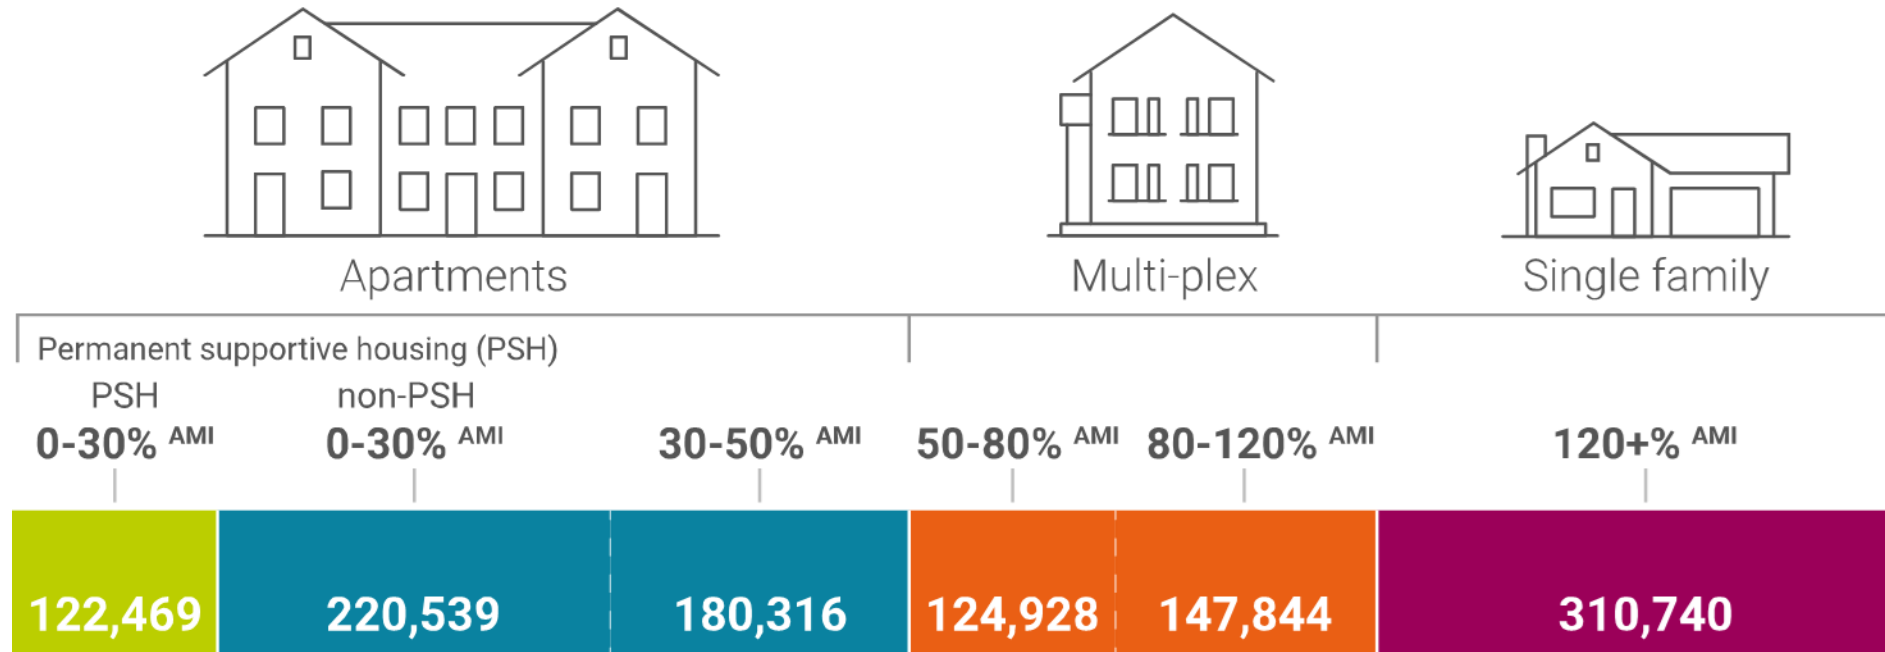 Apartments Multi-plex Single family
Permanent supportive housing (PSH)
PSH non-PSH
0-30% AMI 0-30% AMI 30-50% AMI 50-80% AMI 80-120% AMI 120+% AMI
122,469 220,539 180,316 124,928 147,844 310,740